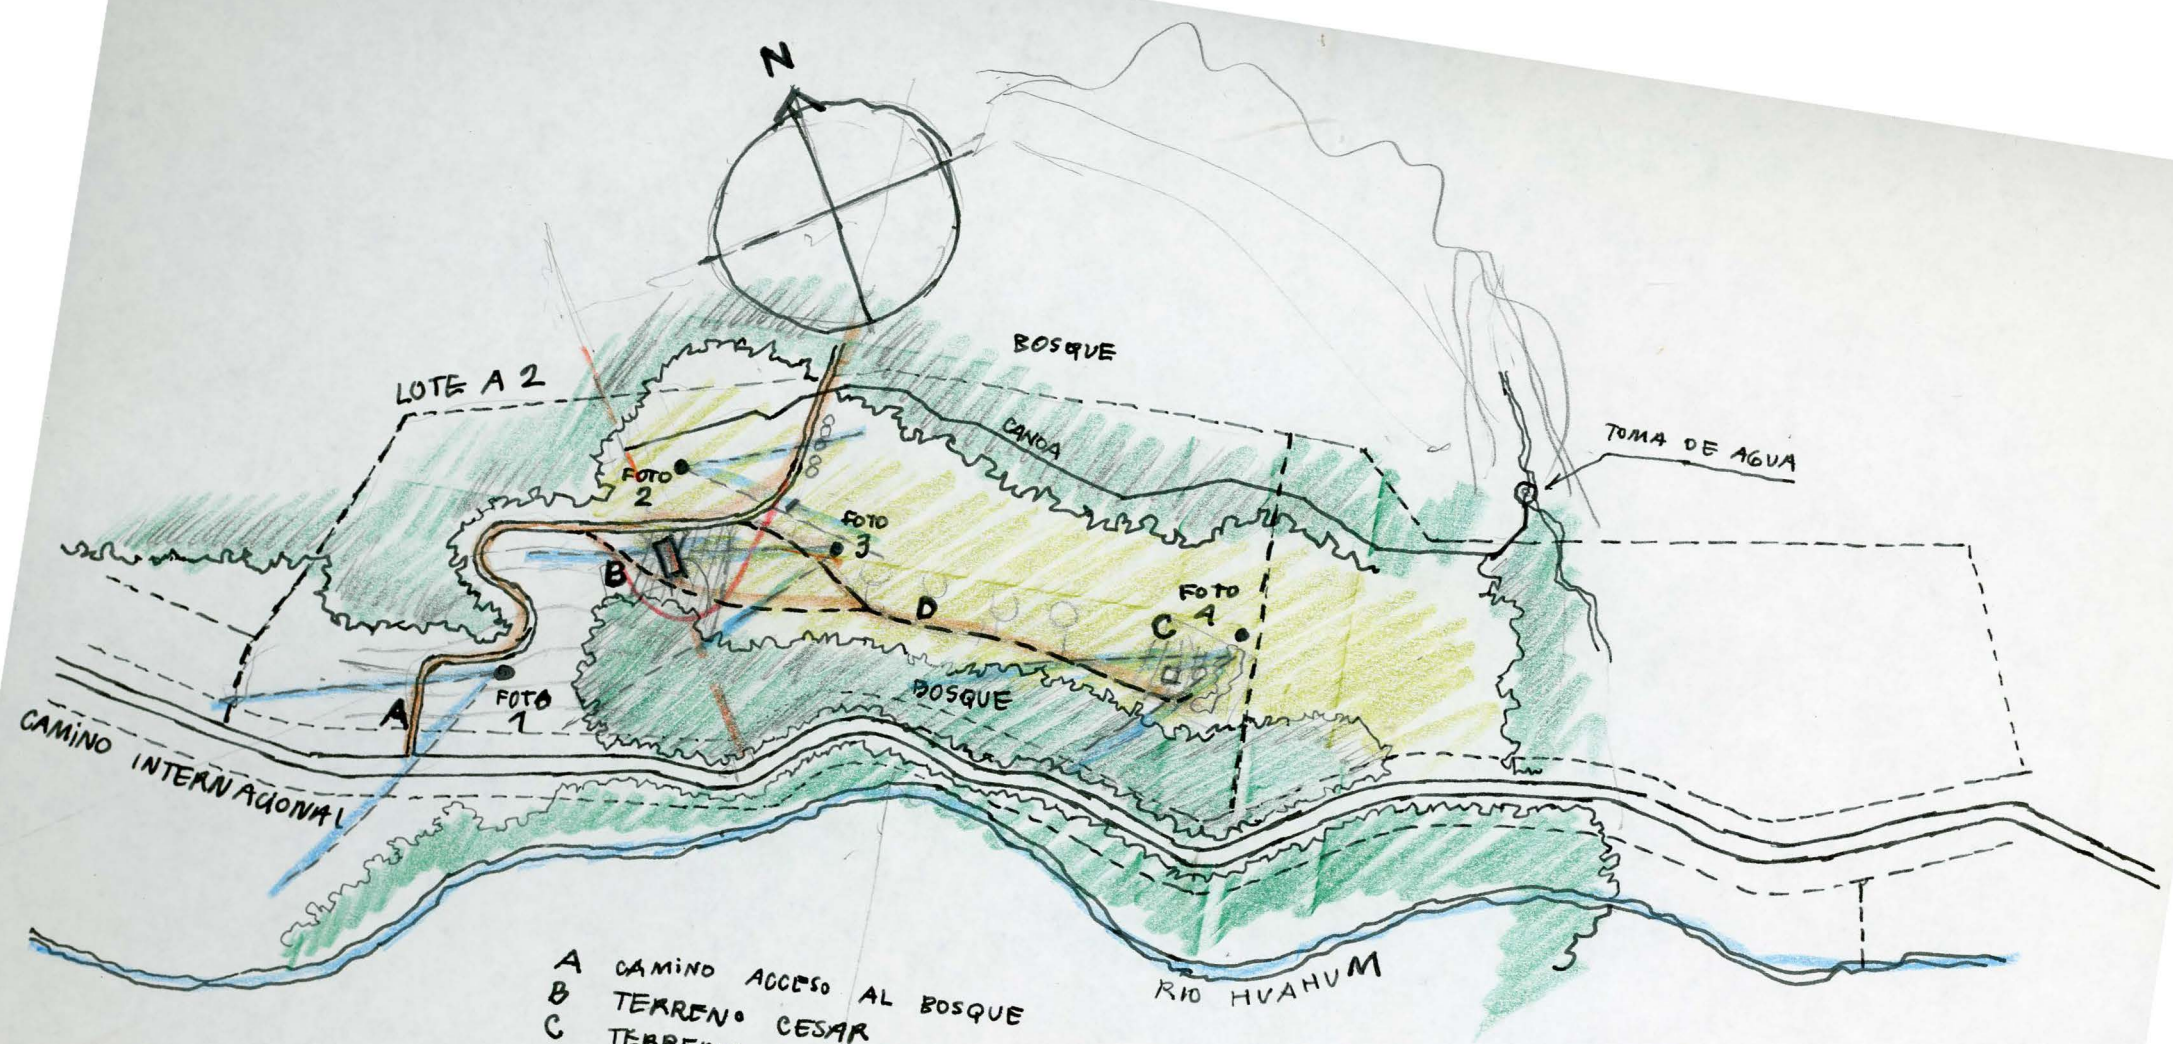 N
BOSQUE
LOTE A 2
CANOA
TOMA DE AGUA
FOTO
2
FOTO
3
B
FOTO
4
C
D
BOSQUE
FOTO
1
A
CAMINO INTERNACIONAL
RIO HUAHUM
A CAMINO ACCESO AL BOSQUE
B TERRENO CESAR
C